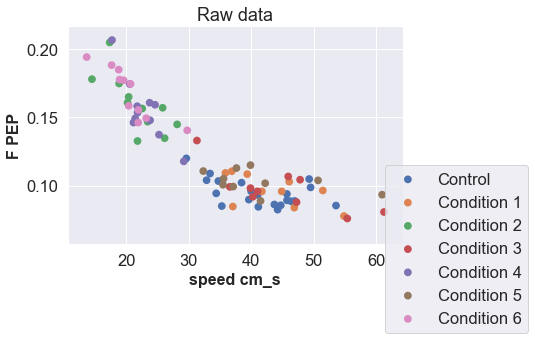 Raw data
0.20
0.15
0.10
F PEP
20
30
40
50
60
speed cm_s
Control
Condition 1
Condition 2
Condition 3
Condition 4
Condition 5
Condition 6